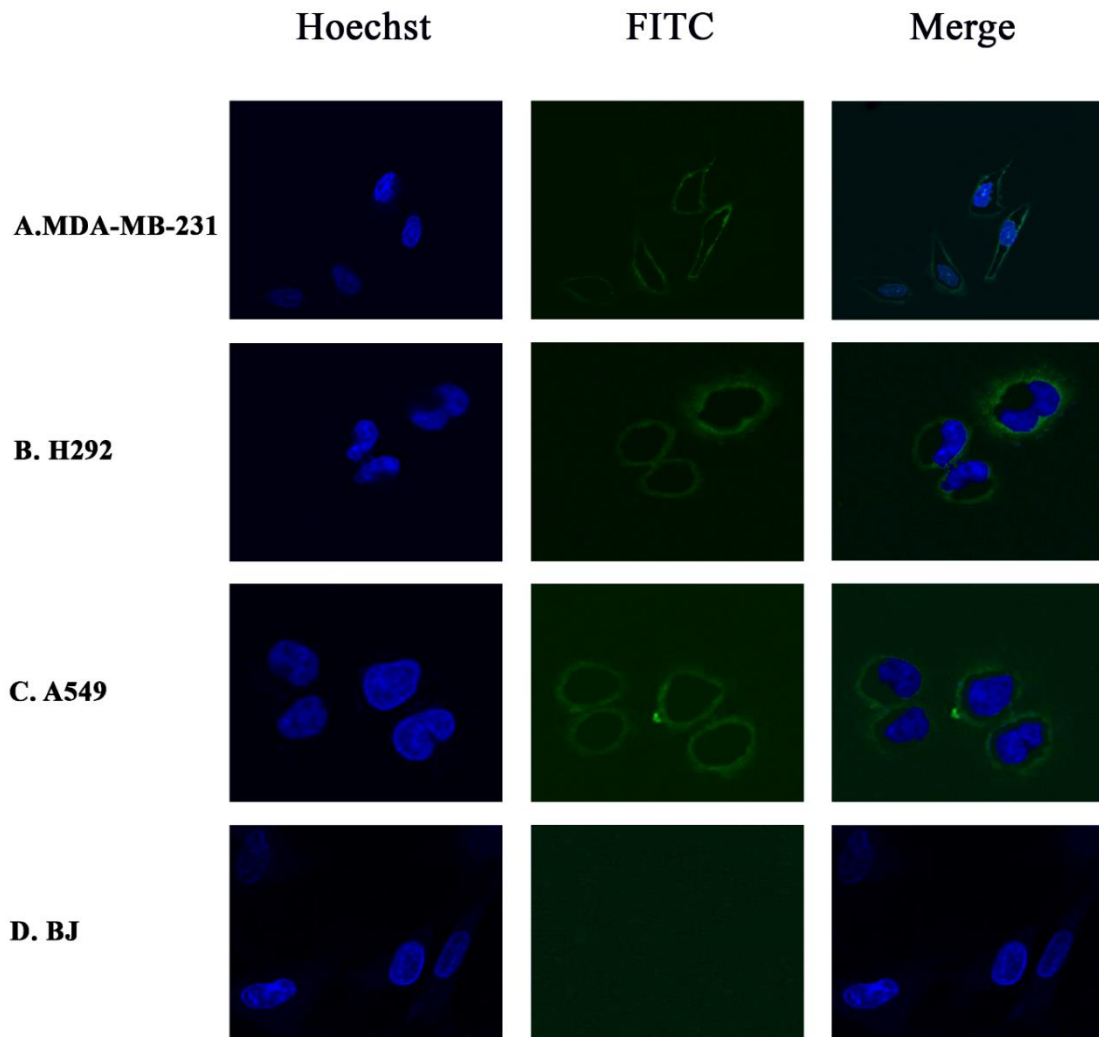 Hoechst FITC Merge
A.MDA-MB-231
B. H292
C. A549
D. BJ